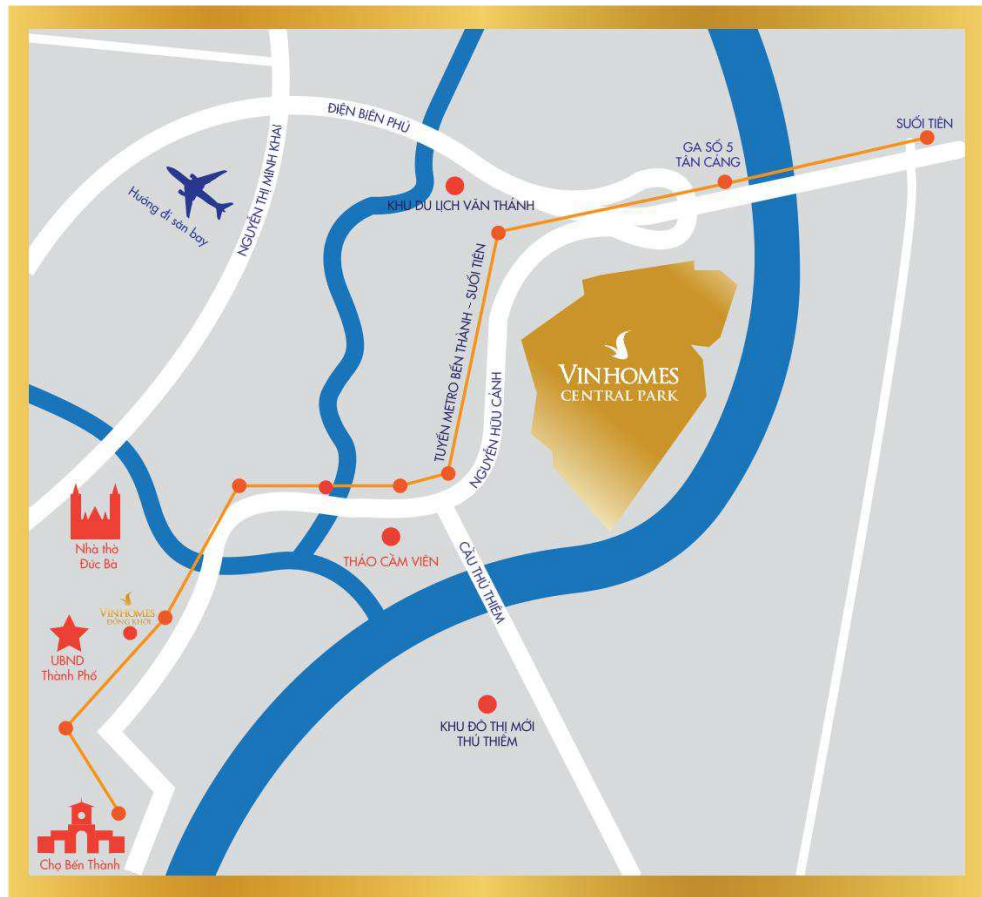 ĐIỆN BIÊN PHỦ
SUỐI TIÊN
GA SỐ 5
TÂN CẢNG
NGUYỄN THỊ MINH KHAI
Hướng đi sân bay
KHU DU LỊCH VĂN THÁNH
TUYẾN METRO BẾN THÀNH - SUỐI TIÊN
NGUYỄN HỮU CẢNH
VINHOMES
CENTRAL PARK
Nhà thờ
Đức Bà
THẢO CẦM VIÊN
CẦU THỦ THIÊM
VINHOMES
ĐỒNG KHỞI
UBND
Thành Phố
KHU ĐÔ THỊ MỚI
THỦ THIÊM
Chợ Bến Thành